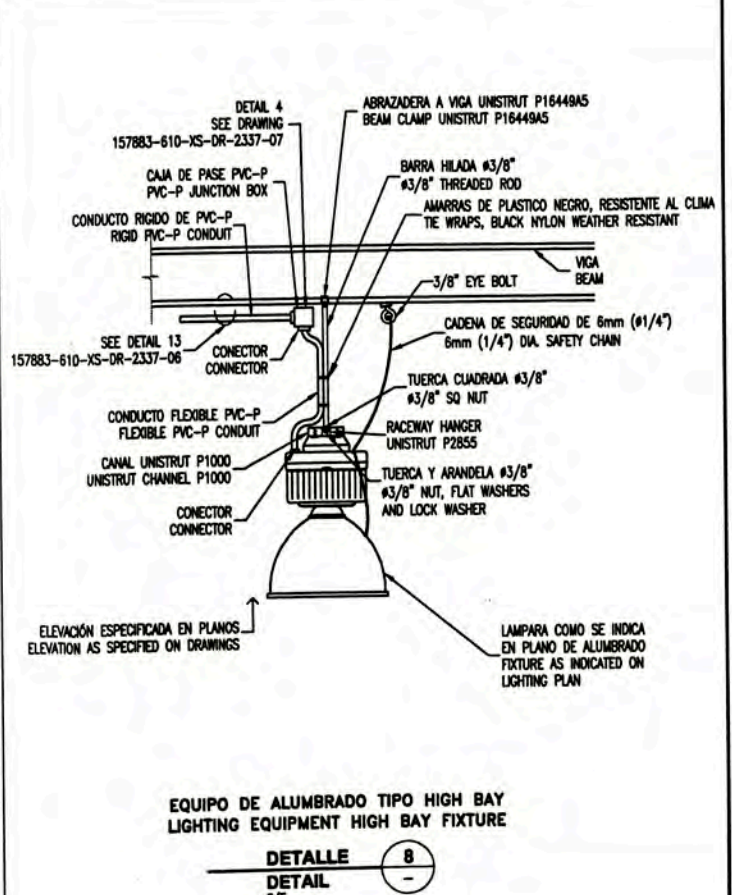 DETAIL 4
SEE DRAWING
157883-610-XS-DR-2337-07
ABRAZADERA A VIGA UNISTRUT P16449A5
BEAM CLAMP UNISTRUT P16449A5
CAJA DE PASE PVC-P
PVC-P JUNCTION BOX
BARRA HILADA ø3/8"
ø3/8" THREADED ROD
CONDUCTO RIGIDO DE PVC-P
RIGID PVC-P CONDUIT
AMARRAS DE PLASTICO NEGRO, RESISTENTE AL CLIMA
TIE WRAPS, BLACK NYLON WEATHER RESISTANT
VIGA
BEAM
3/8" EYE BOLT
SEE DETAIL 13
157883-610-XS-DR-2337-06
CONECTOR
CONNECTOR
CADENA DE SEGURIDAD DE 6mm (ø1/4")
6mm (1/4") DIA. SAFETY CHAIN
TUERCA CUADRADA ø3/8"
ø3/8" SQ NUT
CONDUCTO FLEXIBLE PVC-P
FLEXIBLE PVC-P CONDUIT
RACEWAY HANGER
UNISTRUT P2855
CANAL UNISTRUT P1000
UNISTRUT CHANNEL P1000
TUERCA Y ARANDELA ø3/8"
ø3/8" NUT, FLAT WASHERS
AND LOCK WASHER
CONECTOR
CONNECTOR
ELEVACIÓN ESPECIFICADA EN PLANOS
ELEVATION AS SPECIFIED ON DRAWINGS
LAMPARA COMO SE INDICA
EN PLANO DE ALUMBRADO
FIXTURE AS INDICATED ON
LIGHTING PLAN
EQUIPO DE ALUMBRADO TIPO HIGH BAY
LIGHTING EQUIPMENT HIGH BAY FIXTURE
DETALLE 8
DETAIL -